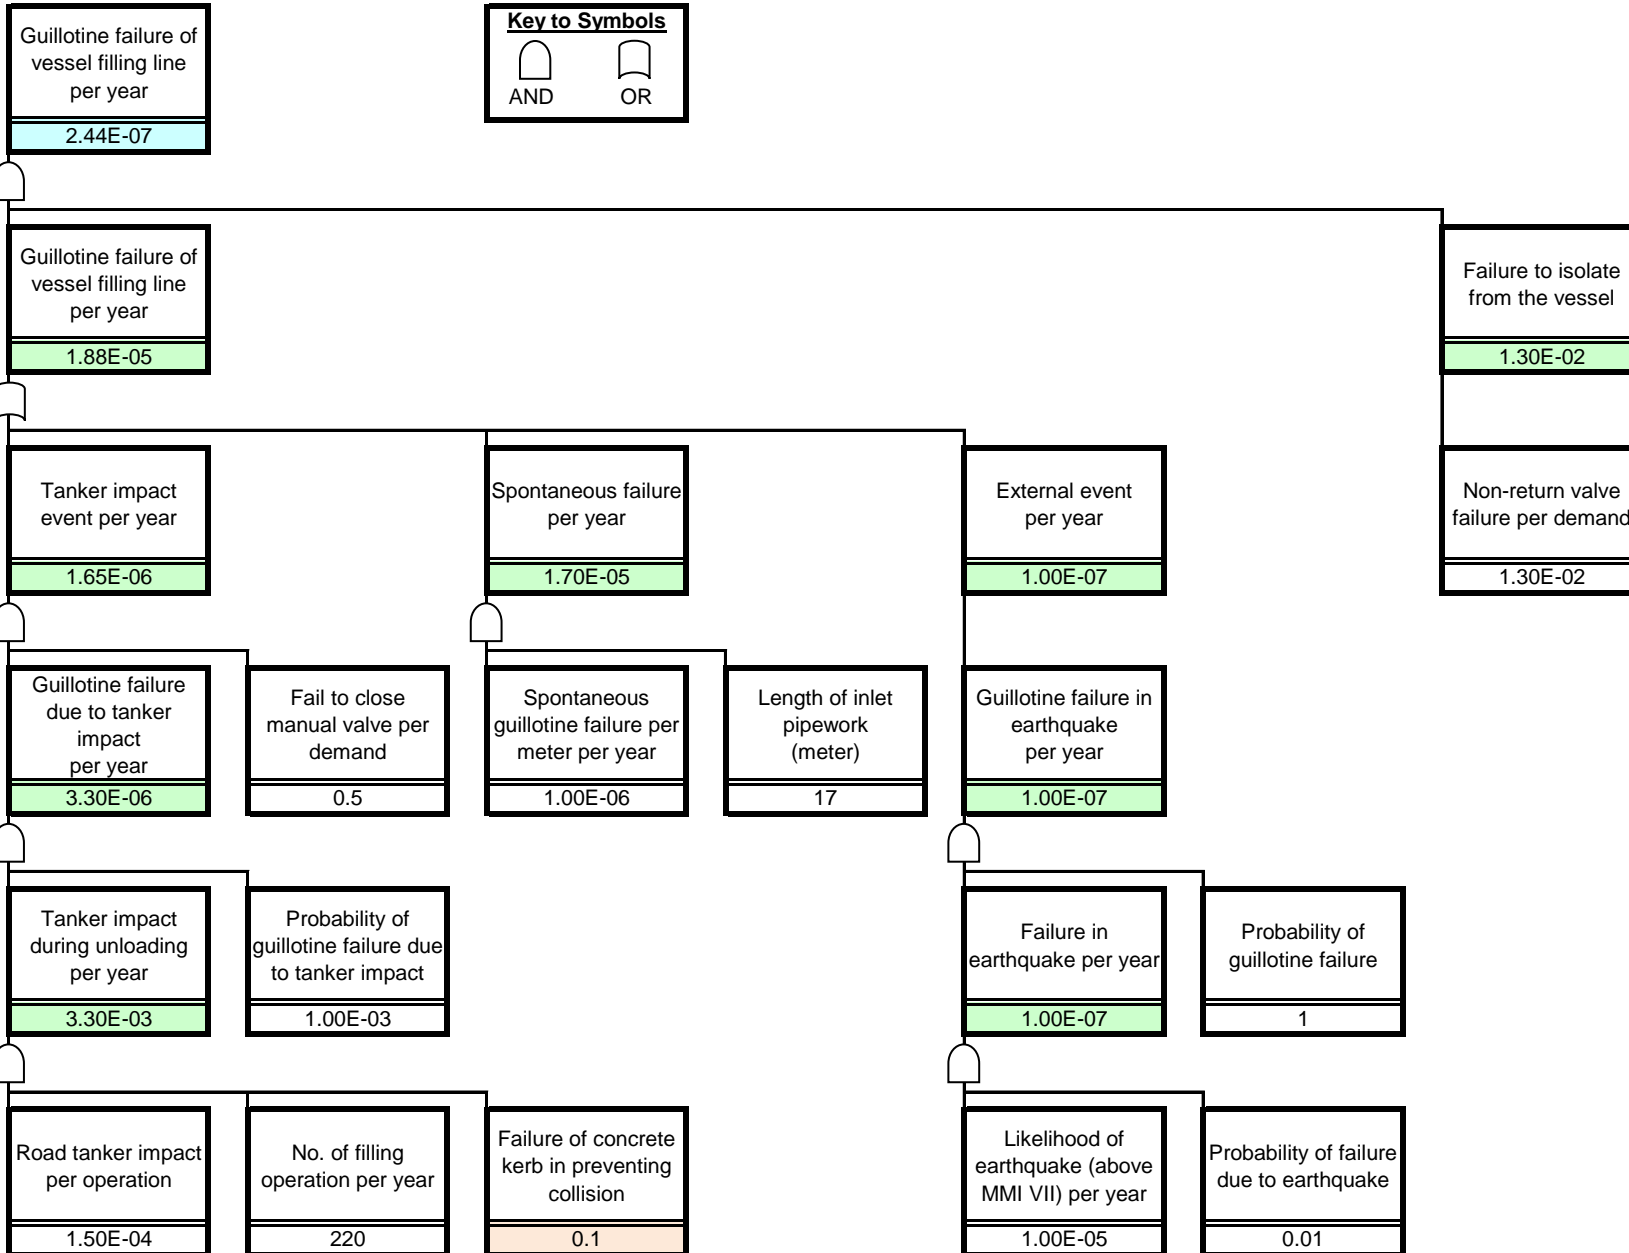 Guillotine failure of
vessel filling line
per year
2.44E-07
Key to Symbols
AND
OR
Guillotine failure of
vessel filling line
per year
1.88E-05
Failure to isolate
from the vessel
1.30E-02
Tanker impact
event per year
1.65E-06
Spontaneous failure
per year
1.70E-05
External event
per year
1.00E-07
Non-return valve
failure per demand
1.30E-02
Guillotine failure
due to tanker
impact
per year
3.30E-06
Fail to close
manual valve per
demand
0.5
Spontaneous
guillotine failure per
meter per year
1.00E-06
Length of inlet
pipework
(meter)
17
Guillotine failure in
earthquake
per year
1.00E-07
Tanker impact
during unloading
per year
3.30E-03
Probability of
guillotine failure due
to tanker impact
1.00E-03
Failure in
earthquake per year
1.00E-07
Probability of
guillotine failure
1
Road tanker impact
per operation
1.50E-04
No. of filling
operation per year
220
Failure of concrete
kerb in preventing
collision
0.1
Likelihood of
earthquake (above
MMI VII) per year
1.00E-05
Probability of failure
due to earthquake
0.01